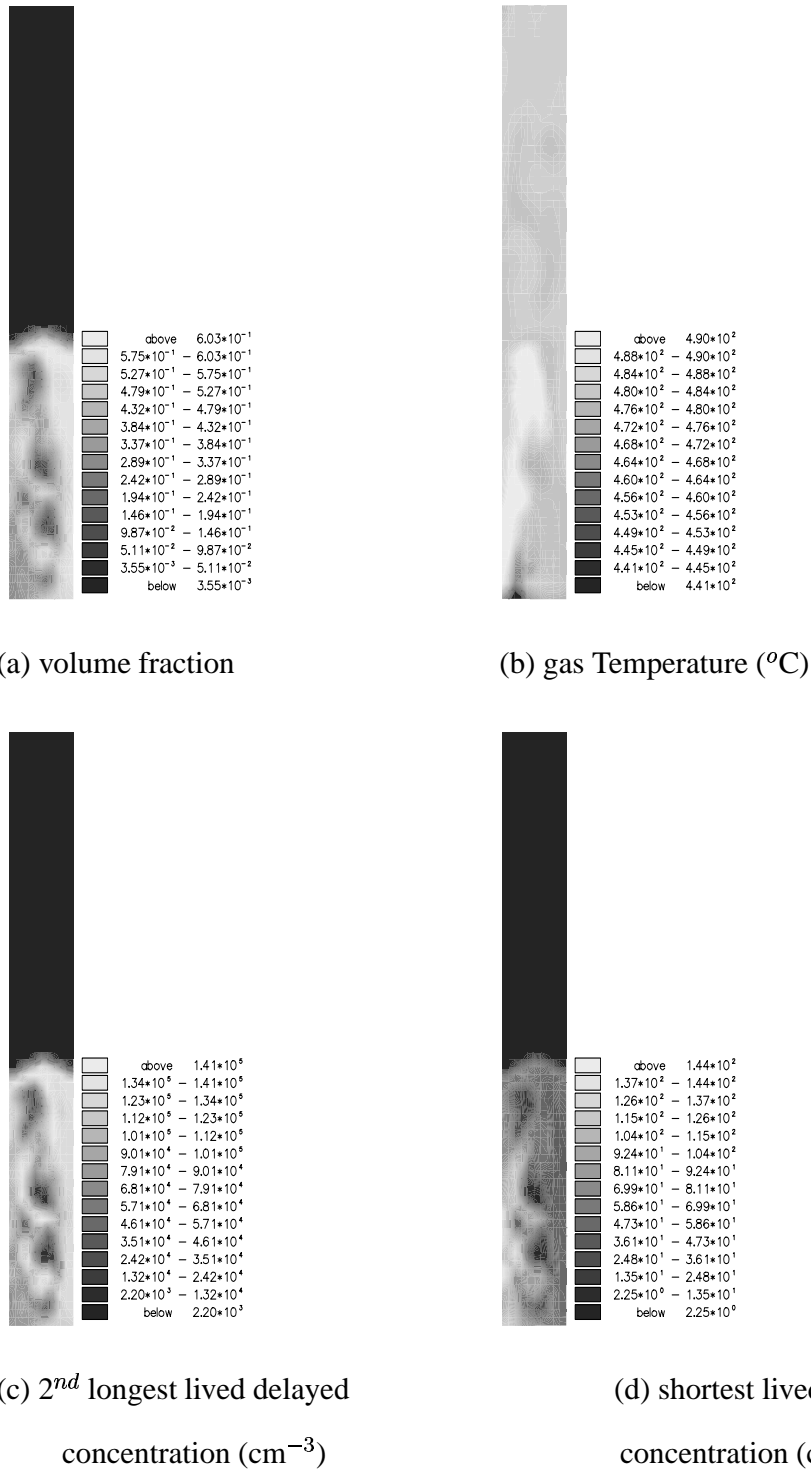 above 6.03*10⁻¹
5.75*10⁻¹ – 6.03*10⁻¹
5.27*10⁻¹ – 5.75*10⁻¹
4.79*10⁻¹ – 5.27*10⁻¹
4.32*10⁻¹ – 4.79*10⁻¹
3.84*10⁻¹ – 4.32*10⁻¹
3.37*10⁻¹ – 3.84*10⁻¹
2.89*10⁻¹ – 3.37*10⁻¹
2.42*10⁻¹ – 2.89*10⁻¹
1.94*10⁻¹ – 2.42*10⁻¹
1.46*10⁻¹ – 1.94*10⁻¹
9.87*10⁻² – 1.46*10⁻¹
5.11*10⁻² – 9.87*10⁻²
3.55*10⁻³ – 5.11*10⁻²
below 3.55*10⁻³
(a) volume fraction
above 4.90*10²
4.88*10² – 4.90*10²
4.84*10² – 4.88*10²
4.80*10² – 4.84*10²
4.76*10² – 4.80*10²
4.72*10² – 4.76*10²
4.68*10² – 4.72*10²
4.64*10² – 4.68*10²
4.60*10² – 4.64*10²
4.56*10² – 4.60*10²
4.53*10² – 4.56*10²
4.49*10² – 4.53*10²
4.45*10² – 4.49*10²
4.41*10² – 4.45*10²
below 4.41*10²
(b) gas Temperature (°C)
above 1.41*10⁵
1.34*10⁵ – 1.41*10⁵
1.23*10⁵ – 1.34*10⁵
1.12*10⁵ – 1.23*10⁵
1.01*10⁵ – 1.12*10⁵
9.01*10⁴ – 1.01*10⁵
7.91*10⁴ – 9.01*10⁴
6.81*10⁴ – 7.91*10⁴
5.71*10⁴ – 6.81*10⁴
4.61*10⁴ – 5.71*10⁴
3.51*10⁴ – 4.61*10⁴
2.42*10⁴ – 3.51*10⁴
1.32*10⁴ – 2.42*10⁴
2.20*10³ – 1.32*10⁴
below 2.20*10³
(c) 2ⁿᵈ longest lived delayed
concentration (cm⁻³)
above 1.44*10²
1.37*10² – 1.44*10²
1.26*10² – 1.37*10²
1.15*10² – 1.26*10²
1.04*10² – 1.15*10²
9.24*10¹ – 1.04*10²
8.11*10¹ – 9.24*10¹
6.99*10¹ – 8.11*10¹
5.86*10¹ – 6.99*10¹
4.73*10¹ – 5.86*10¹
3.61*10¹ – 4.73*10¹
2.48*10¹ – 3.61*10¹
1.35*10¹ – 2.48*10¹
2.25*10⁰ – 1.35*10¹
below 2.25*10⁰
(d) shortest lived
concentration (c